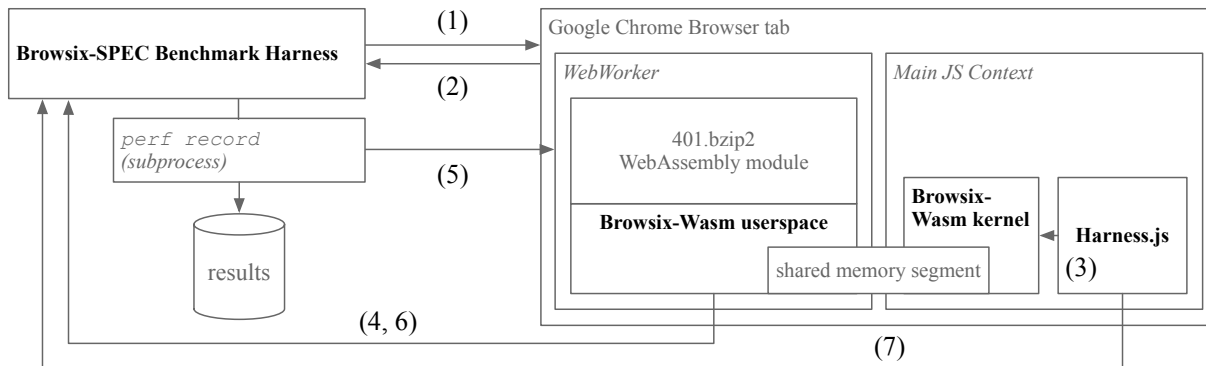 (1)
Google Chrome Browser tab
Browsix-SPEC Benchmark Harness
(2)
WebWorker
Main JS Context
perf record
(subprocess)
(5)
401.bzip2
WebAssembly module
Browsix-
Wasm kernel
Browsix-Wasm userspace
Harness.js
(3)
shared memory segment
results
(4, 6)
(7)